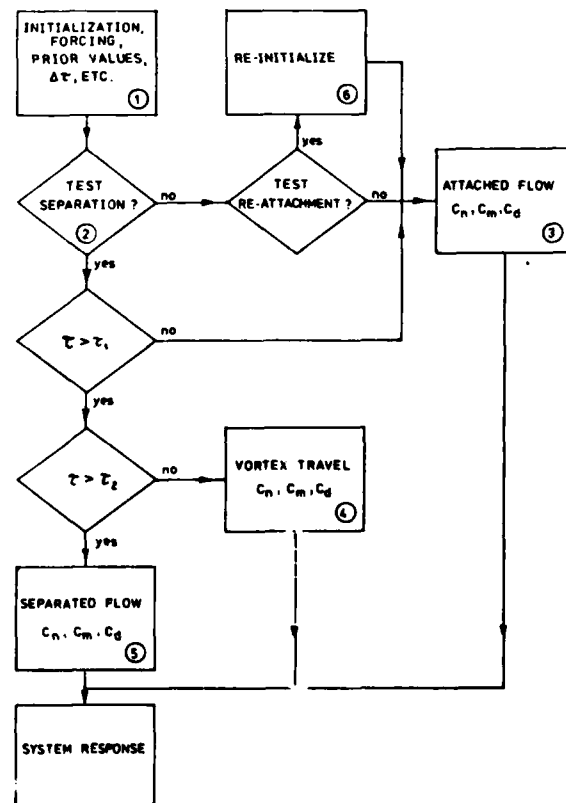 INITIALIZATION,
FORCING,
PRIOR VALUES,
Δτ, ETC.
①
RE-INITIALIZE
⑥
yes
TEST
SEPARATION ?
②
no
TEST
RE-ATTACHMENT ?
no
ATTACHED FLOW
Cn, Cm, Cd
③
yes
τ > τ₁
no
yes
τ > τ₂
no
VORTEX TRAVEL
Cn, Cm, Cd
④
yes
SEPARATED FLOW
Cn, Cm, Cd
⑤
SYSTEM RESPONSE